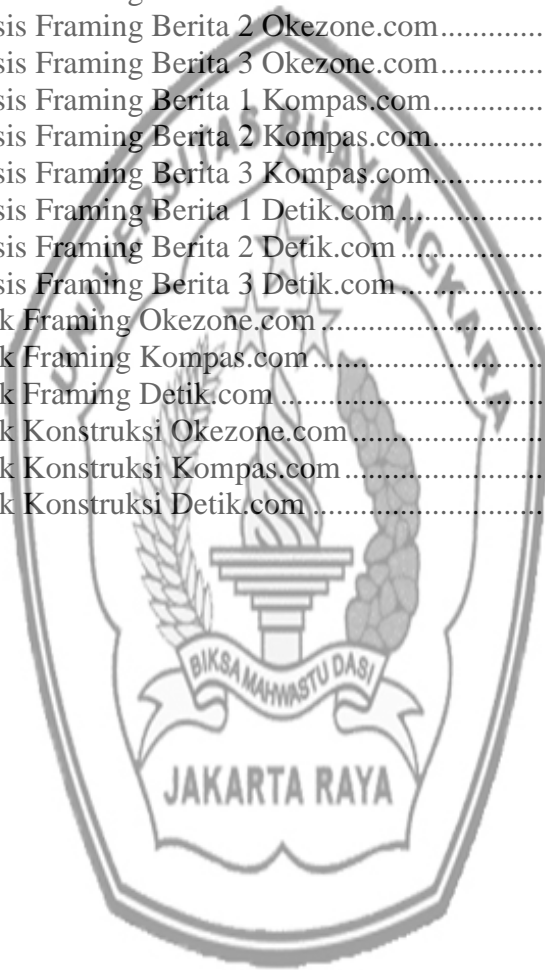 sis Framing Berita 2 Okezone.com
sis Framing Berita 3 Okezone.com
sis Framing Berita 1 Kompas.com
sis Framing Berita 2 Kompas.com
sis Framing Berita 3 Kompas.com
sis Framing Berita 1 Detik.com
sis Framing Berita 2 Detik.com
sis Framing Berita 3 Detik.com
k Framing Okezone.com
k Framing Kompas.com
k Framing Detik.com
k Konstruksi Okezone.com
k Konstruksi Kompas.com
k Konstruksi Detik.com
UNIVERSITAS BHAYANGKARA
BIKSA MAHWASTU DASI
JAKARTA RAYA